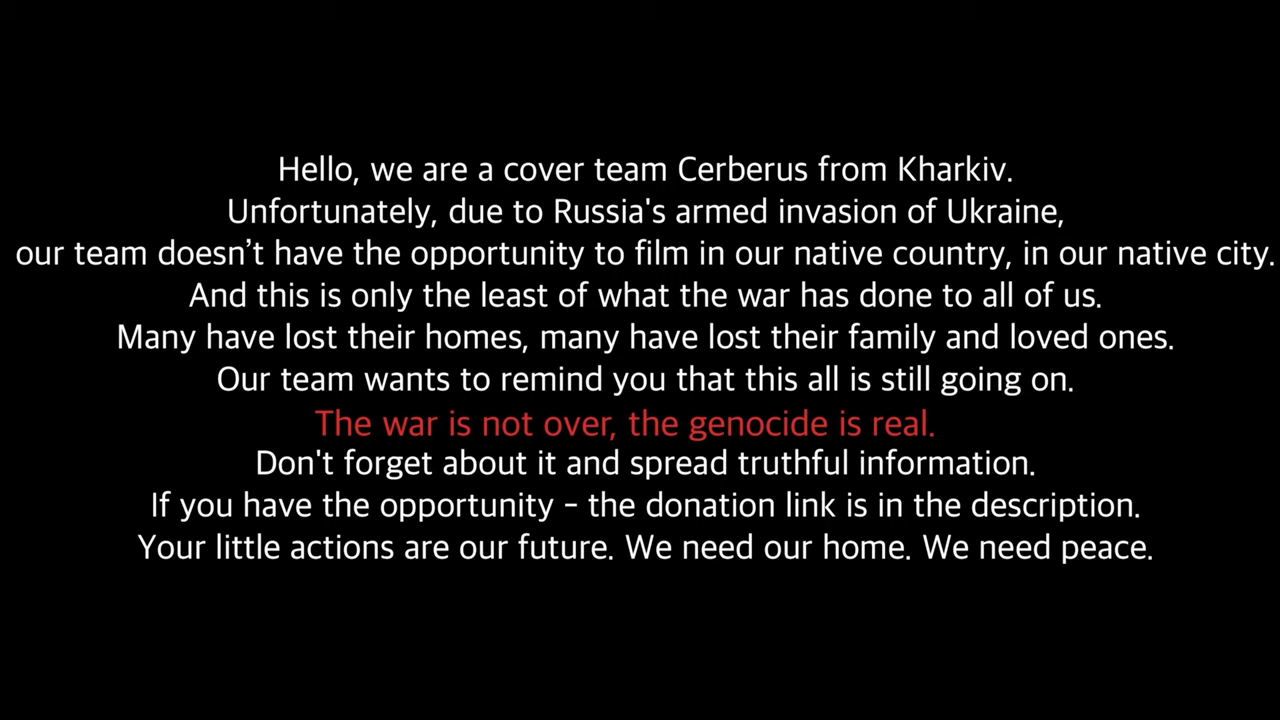 Hello, we are a cover team Cerberus from Kharkiv.
Unfortunately, due to Russia's armed invasion of Ukraine,
our team doesn’t have the opportunity to film in our native country, in our native city.
And this is only the least of what the war has done to all of us.
Many have lost their homes, many have lost their family and loved ones.
Our team wants to remind you that this all is still going on.
The war is not over, the genocide is real.
Don't forget about it and spread truthful information.
If you have the opportunity – the donation link is in the description.
Your little actions are our future. We need our home. We need peace.